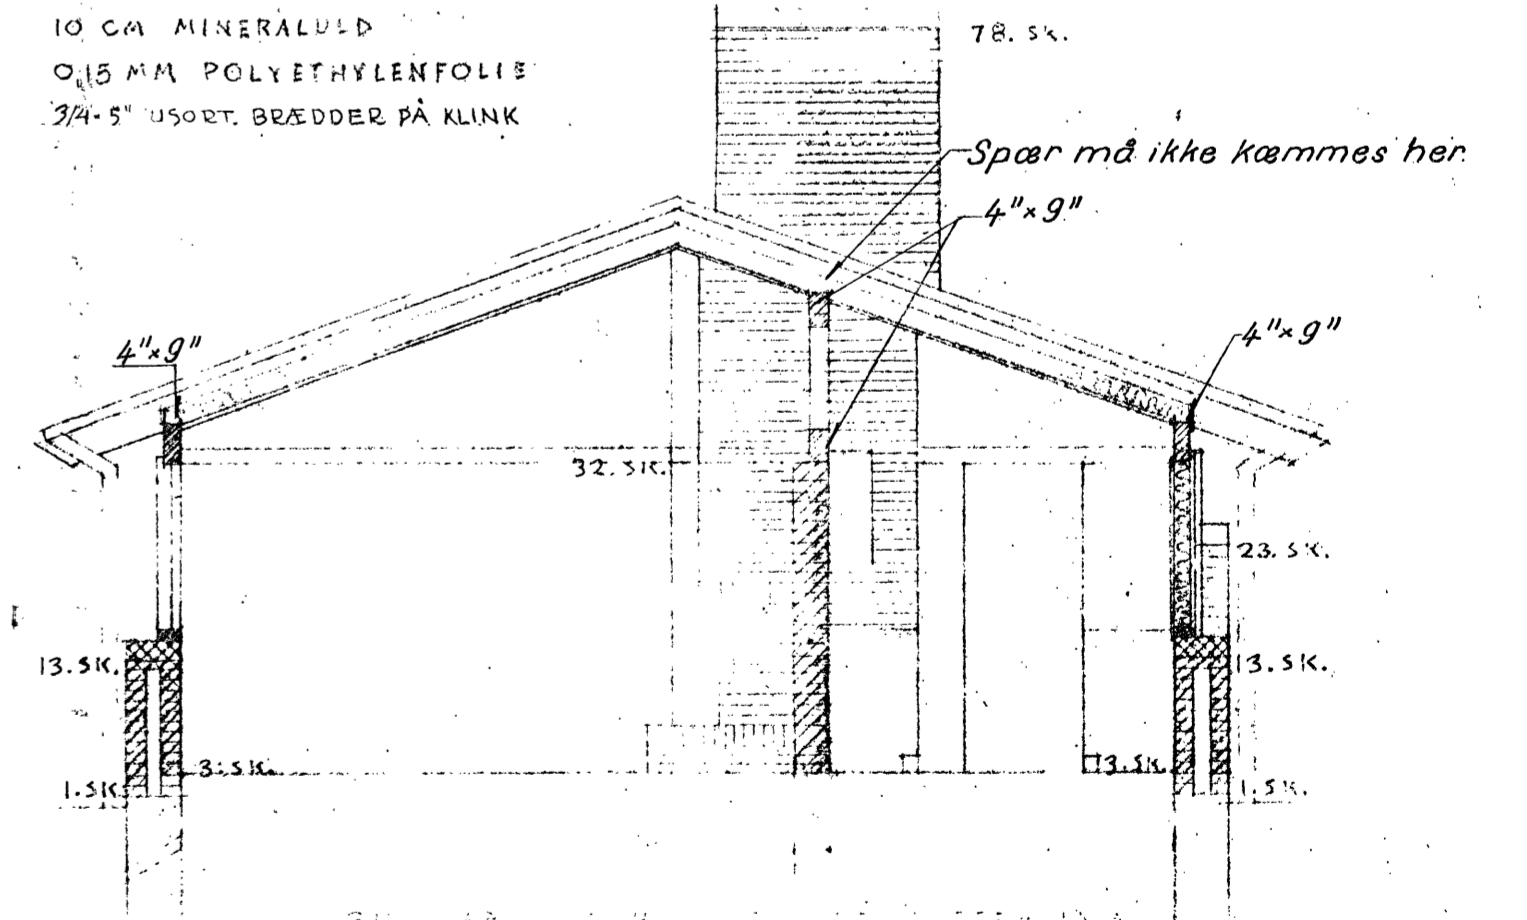 10 CM MINERALULD
0,15 MM POLYETHYLENFOLIE
3/4-5" USORT. BRÆDDER PÅ KLINK
78. SK.
Spær må ikke kæmmes her.
4"x9"
4"x9"
4"x9"
32. SK.
23. SK.
13. SK.
13. SK.
3. SK.
13. SK.
1. SK.
1. SK.